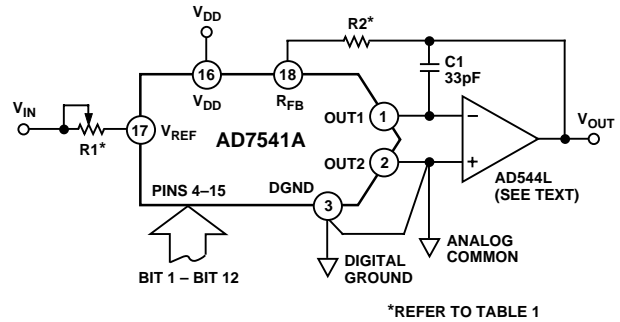 VDD
R2*
16
18
C1
33pF
VIN
VDD
RFB
R1*
17
VREF
OUT1
1
−
VOUT
AD7541A
OUT2
2
+
AD544L
(SEE TEXT)
PINS 4–15
DGND
3
BIT 1 – BIT 12
DIGITAL
GROUND
ANALOG
COMMON
*REFER TO TABLE 1